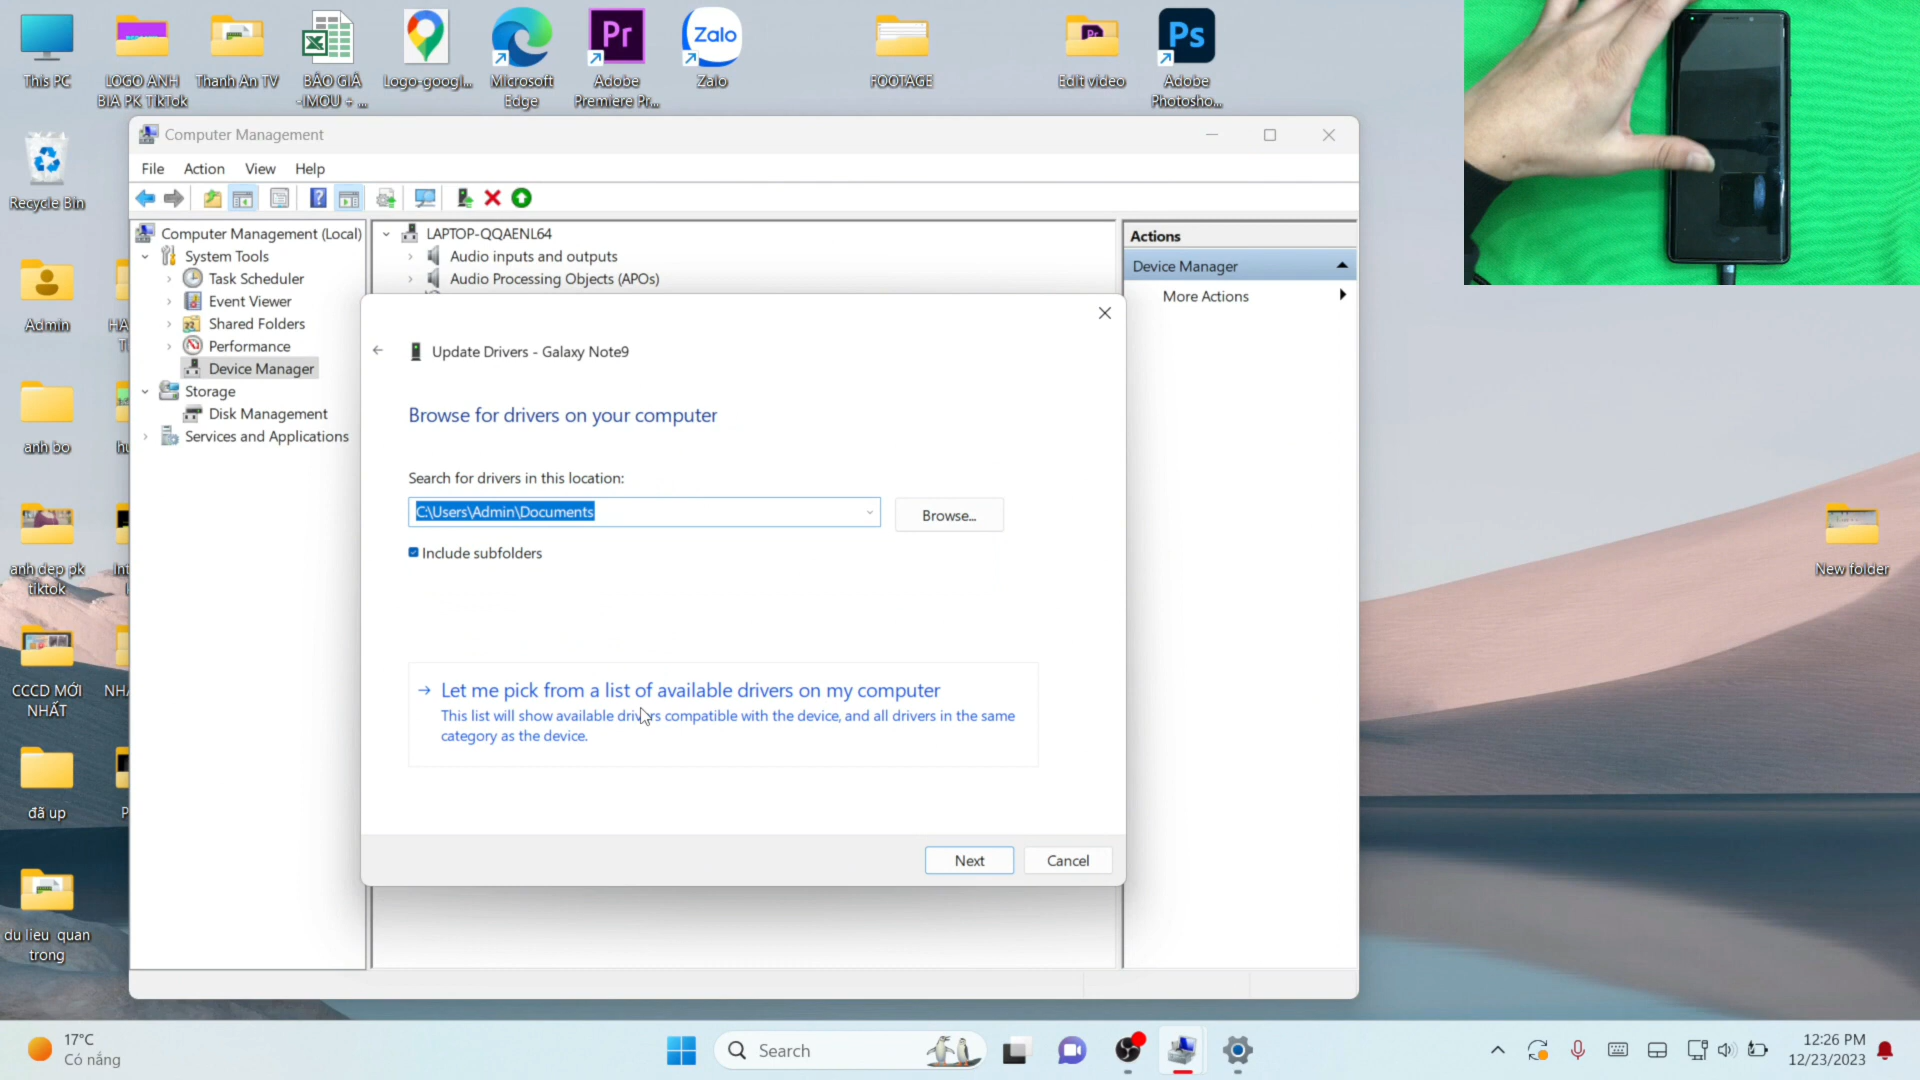 This PC
LOGO ANH
BIA PK TikTok
Thanh An TV
BÁO GIÁ
-IMOU + ...
Logo-googl...
Microsoft
Edge
Adobe
Premiere Pr...
Zalo
Zalo
FOOTAGE
Edit video
Adobe
Photosho...
Pr
Ps
Recycle Bin
Admin
anh bo
anh dep pk
tiktok
CCCD MỚI
NHẤT
đã up
du lieu quan
trong
New folder
Computer Management
File
Action
View
Help
Computer Management (Local)
System Tools
Task Scheduler
Event Viewer
Shared Folders
Performance
Device Manager
Storage
Disk Management
Services and Applications
LAPTOP-QQAENL64
Audio inputs and outputs
Audio Processing Objects (APOs)
Actions
Device Manager
More Actions
Update Drivers - Galaxy Note9
Browse for drivers on your computer
Search for drivers in this location:
C:\Users\Admin\Documents
Browse...
Include subfolders
Let me pick from a list of available drivers on my computer
This list will show available drivers compatible with the device, and all drivers in the same
category as the device.
Next
Cancel
17°C
Có nắng
Search
12:26 PM
12/23/2023